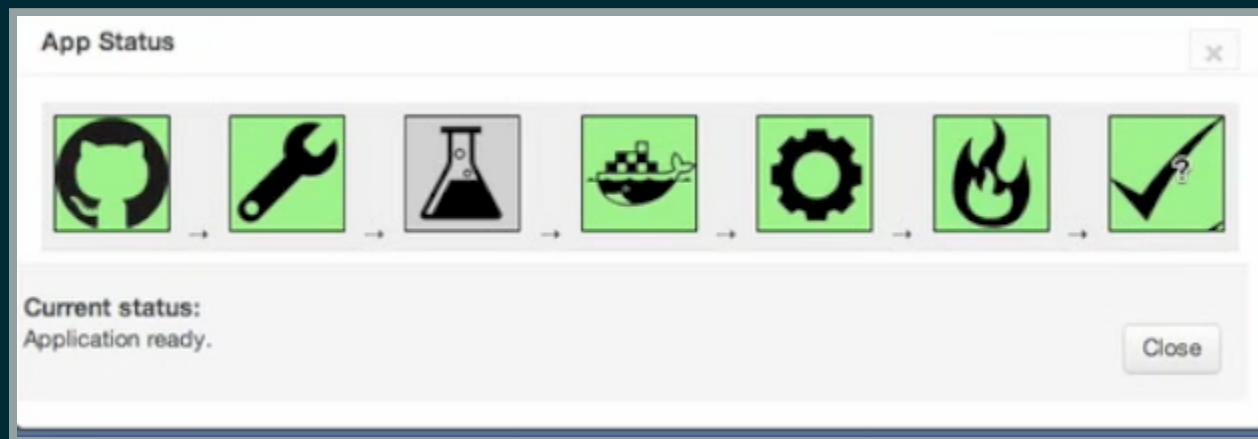 App Status
×
?
Current status:
Application ready.
Close